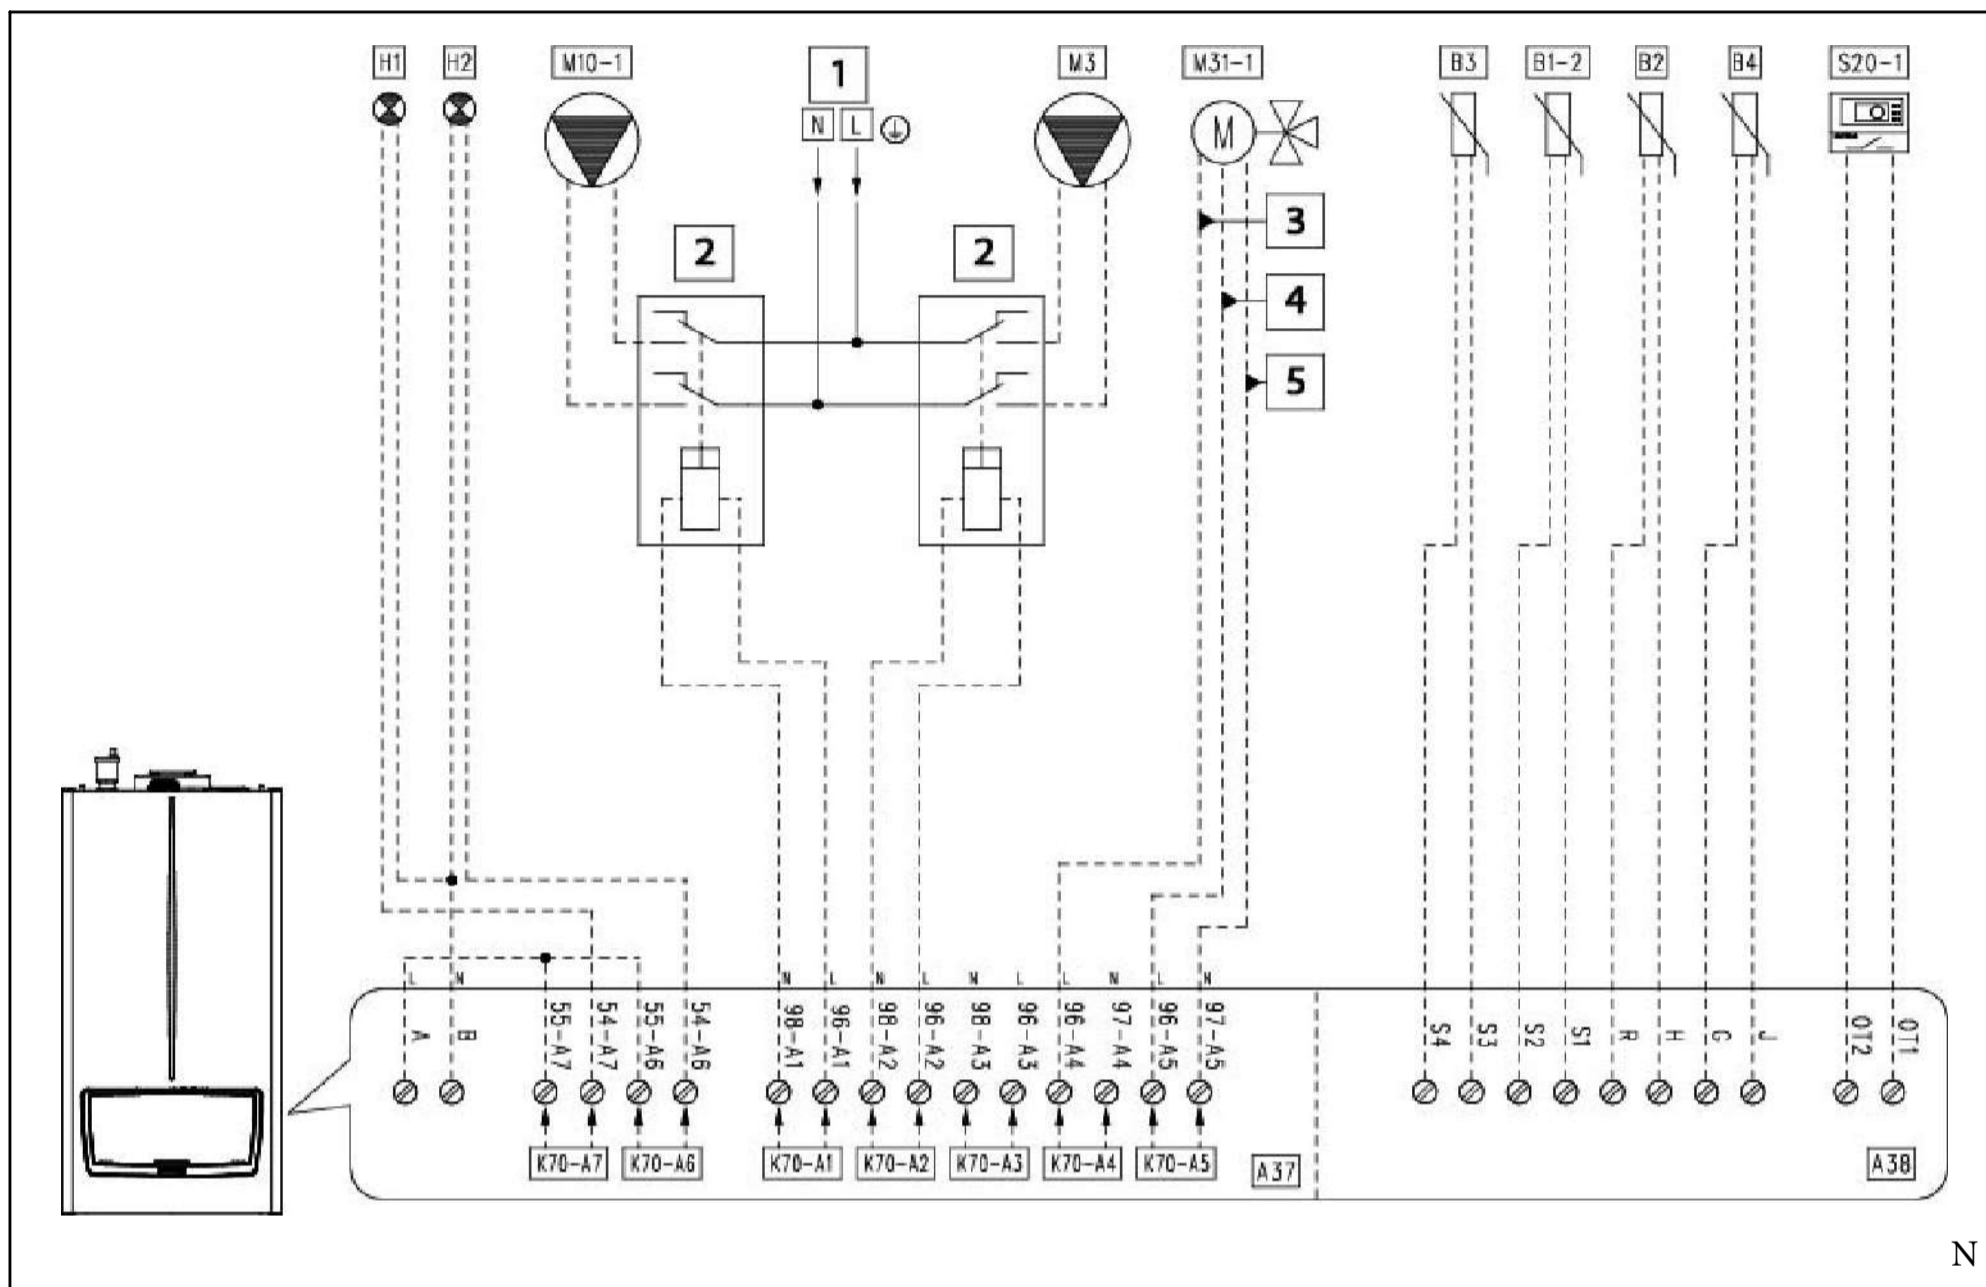 H1 H2 M10-1 1 M3 M31-1 B3 B1-2 B2 B4 S20-1
N L
M
3
2 2
4
5
L N N L N L N L L N L N
A B 55-A7 54-A7 55-A6 54-A6 98-A1 96-A1 98-A2 96-A2 98-A3 96-A3 96-A4 97-A4 96-A5 97-A5 S4 S3 S2 S1 R H G J OT2 OT1
K70-A7 K70-A6 K70-A1 K70-A2 K70-A3 K70-A4 K70-A5 A37 A38
N